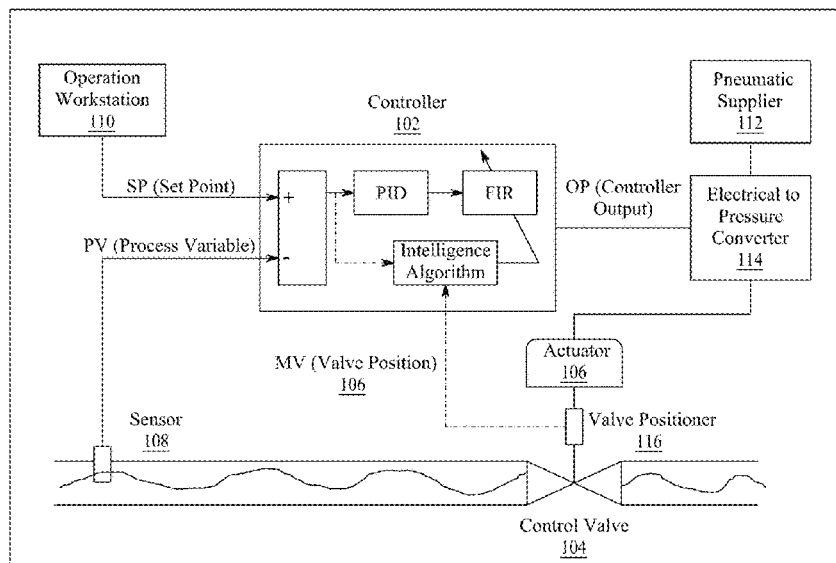 Operation
Workstation
110
Controller
102
Pneumatic
Supplier
112
SP (Set Point)
+
PID
FIR
OP (Controller
Output)
Electrical to
Pressure
Converter
114
PV (Process Variable)
-
Intelligence
Algorithm
MV (Valve Position)
106
Actuator
106
Sensor
108
Valve Positioner
116
Control Valve
104